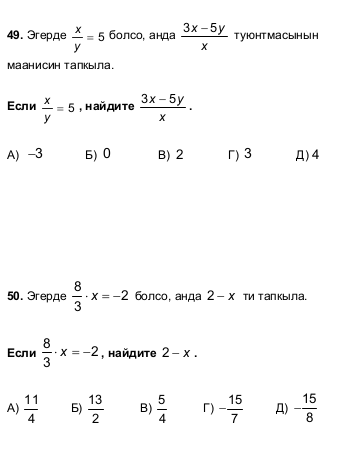 49. Эгерде x/y = 5 болсо, анда (3x – 5y)/x туюнтмасынын
маанисин тапкыла.
Если x/y = 5 , найдите (3x – 5y)/x .
А) –3 Б) 0 В) 2 Г) 3 Д) 4
50. Эгерде 8/3 · x = –2 болсо, анда 2 – x ти тапкыла.
Если 8/3 · x = –2 , найдите 2 – x .
А) 11/4 Б) 13/2 В) 5/4 Г) –15/7 Д) –15/8